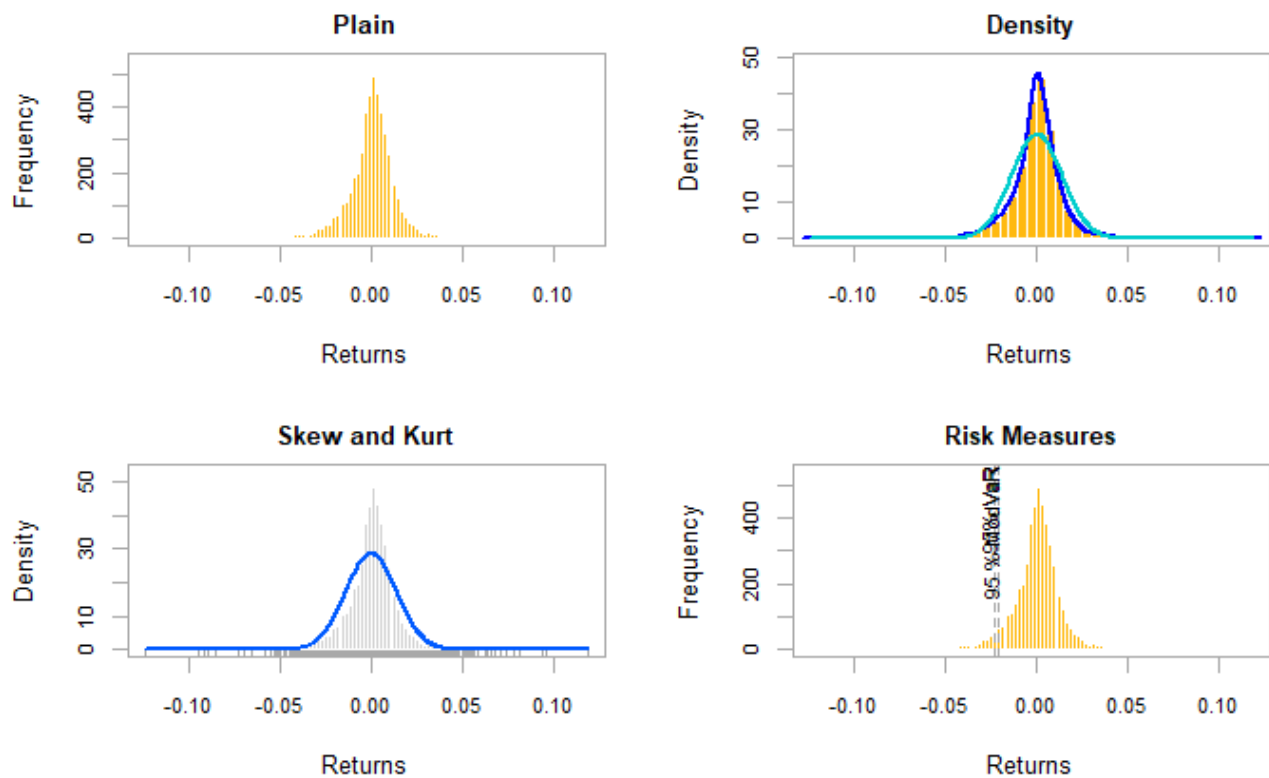 Plain
Frequency
0 200 400
-0.10 -0.05 0.00 0.05 0.10
Returns
Density
Density
0 10 30 50
-0.10 -0.05 0.00 0.05 0.10
Returns
Skew and Kurt
Density
0 10 30 50
-0.10 -0.05 0.00 0.05 0.10
Returns
Risk Measures
Frequency
0 200 400
95 %
VaR
-0.10 -0.05 0.00 0.05 0.10
Returns